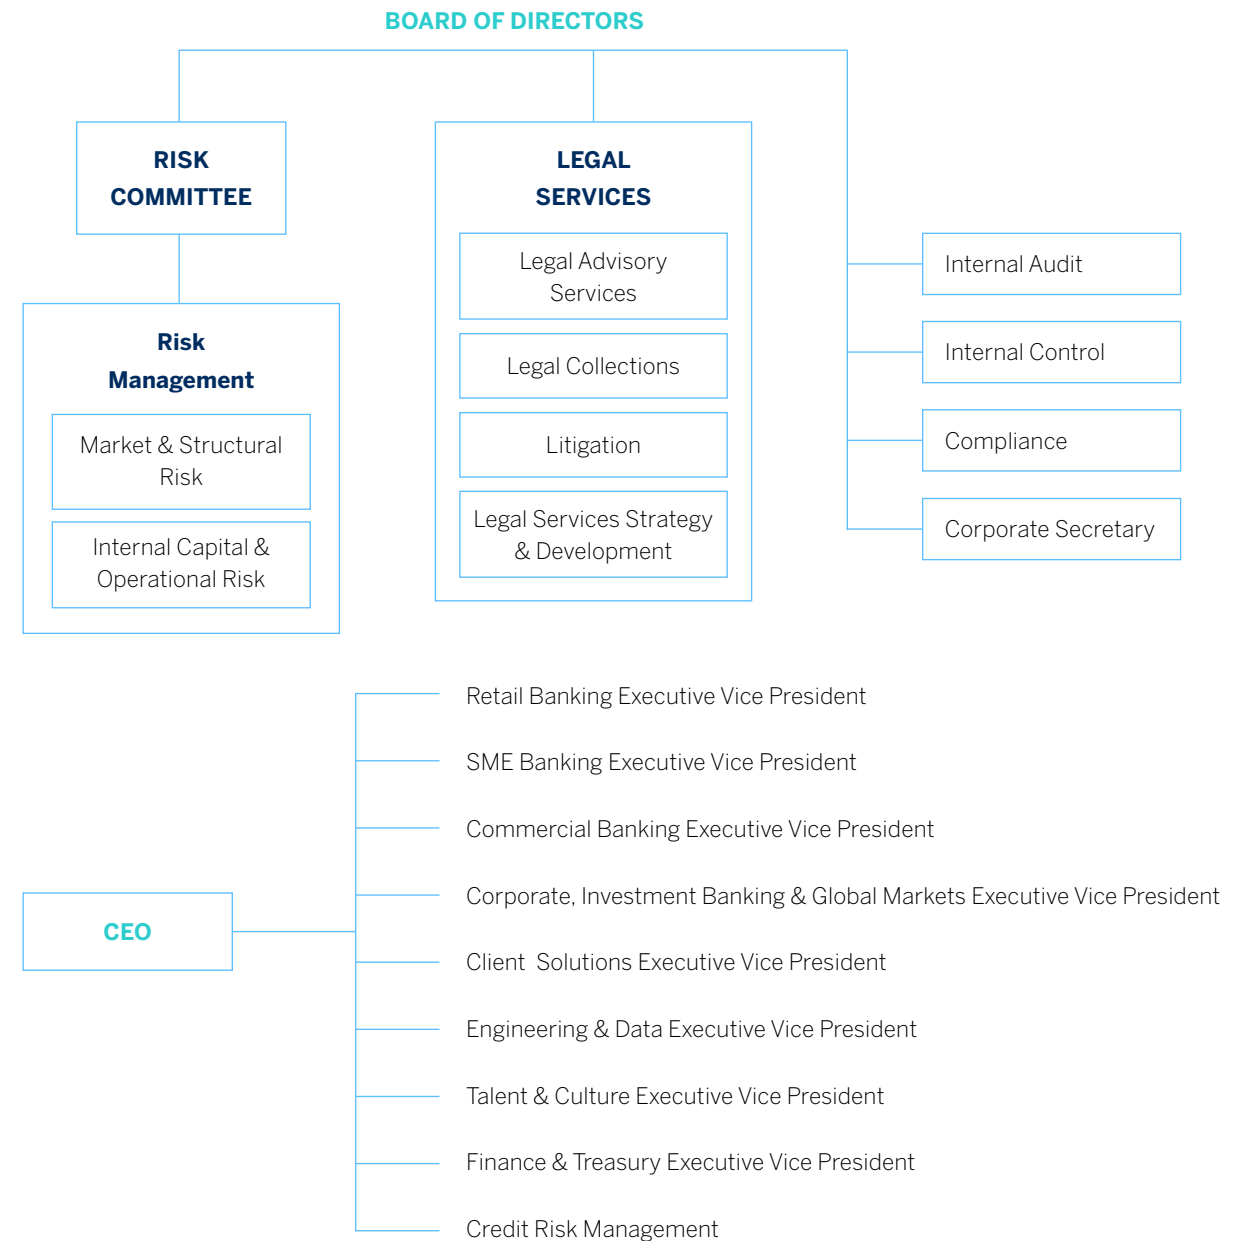 BOARD OF DIRECTORS
RISK
COMMITTEE
Risk
Management
Market & Structural
Risk
Internal Capital &
Operational Risk
LEGAL
SERVICES
Legal Advisory
Services
Legal Collections
Litigation
Legal Services Strategy
& Development
Internal Audit
Internal Control
Compliance
Corporate Secretary
CEO
Retail Banking Executive Vice President
SME Banking Executive Vice President
Commercial Banking Executive Vice President
Corporate, Investment Banking & Global Markets Executive Vice President
Client Solutions Executive Vice President
Engineering & Data Executive Vice President
Talent & Culture Executive Vice President
Finance & Treasury Executive Vice President
Credit Risk Management